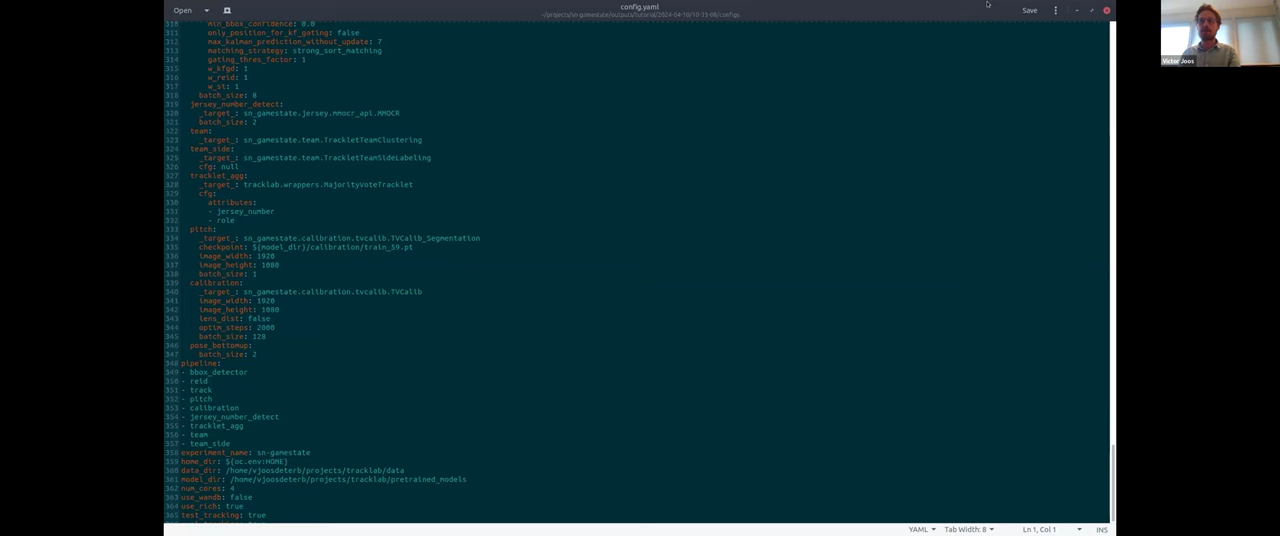 Open
config.yaml
~/projects/sn-gamestate/outputs/tutorial/2024-04-10/10-33-08/configs
Save
310 min_bbox_confidence: 0.0
311 only_position_for_kf_gating: false
312 max_kalman_prediction_without_update: 7
313 matching_strategy: strong_sort_matching
314 gating_thres_factor: 1
315 w_kfgd: 1
316 w_reid: 1
317 w_st: 1
318 batch_size: 8
319 jersey_number_detect:
320 _target_: sn_gamestate.jersey.mmocr_api.MMOCR
321 batch_size: 2
322 team:
323 _target_: sn_gamestate.team.TrackletTeamClustering
324 team_side:
325 _target_: sn_gamestate.team.TrackletTeamSideLabeling
326 cfg: null
327 tracklet_agg:
328 _target_: tracklab.wrappers.MajorityVoteTracklet
329 cfg:
330 attributes:
331 - jersey_number
332 - role
333 pitch:
334 _target_: sn_gamestate.calibration.tvcalib.TVCalib_Segmentation
335 checkpoint: ${model_dir}/calibration/train_59.pt
336 image_width: 1920
337 image_height: 1080
338 batch_size: 1
339 calibration:
340 _target_: sn_gamestate.calibration.tvcalib.TVCalib
341 image_width: 1920
342 image_height: 1080
343 lens_dist: false
344 optim_steps: 2000
345 batch_size: 128
346 pose_bottomup:
347 batch_size: 2
348 pipeline:
349 - bbox_detector
350 - reid
351 - track
352 - pitch
353 - calibration
354 - jersey_number_detect
355 - tracklet_agg
356 - team
357 - team_side
358 experiment_name: sn-gamestate
359 home_dir: ${oc.env:HOME}
360 data_dir: /home/vjoosdeterb/projects/tracklab/data
361 model_dir: /home/vjoosdeterb/projects/tracklab/pretrained_models
362 num_cores: 4
363 use_wandb: false
364 use_rich: true
365 test_tracking: true
YAML
Tab Width: 8
Ln 1, Col 1
INS
Victor Joos